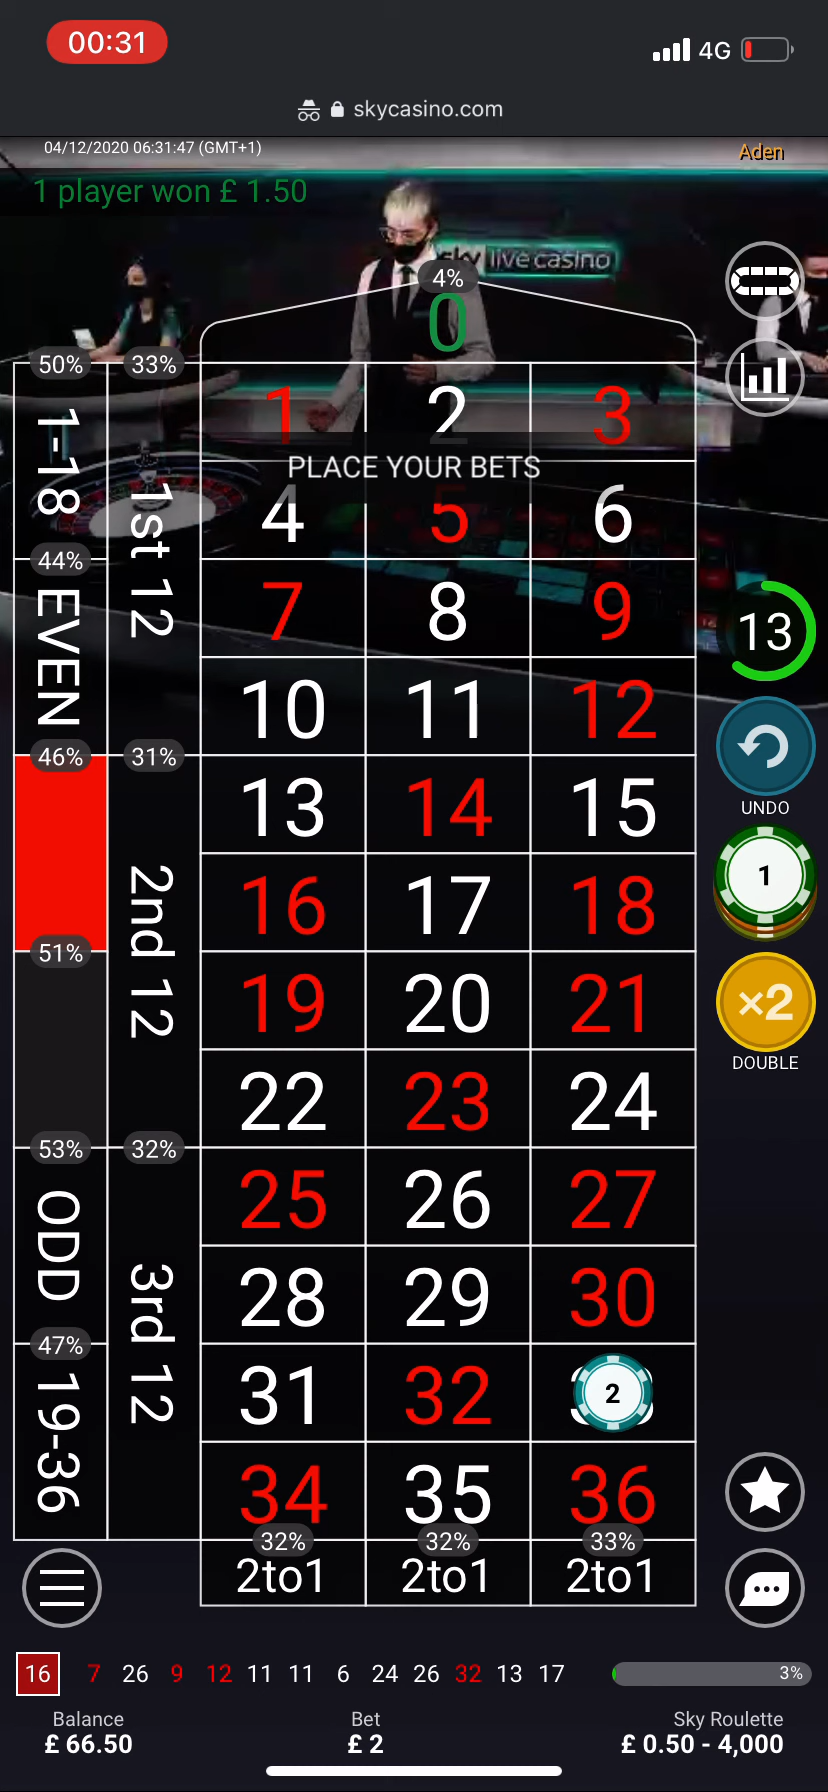 00:31 4G
skycasino.com
04/12/2020 06:31:47 (GMT+1) Aden
1 player won £ 1.50
sky live casino
4%
0
50% 33%
1-18 1st 12 1 2 3
PLACE YOUR BETS
4 5 6
44%
EVEN 7 8 9
13
10 11 12
46% 31%
UNDO
2nd 12 13 14 15
1
16 17 18
51%
19 20 21
×2
DOUBLE
22 23 24
53% 32%
ODD 3rd 12 25 26 27
28 29 30
47%
19-36 31 32 2
34 35 36
32% 32% 33%
2to1 2to1 2to1
16 7 26 9 12 11 11 6 24 26 32 13 17 3%
Balance Bet Sky Roulette
£ 66.50 £ 2 £ 0.50 - 4,000